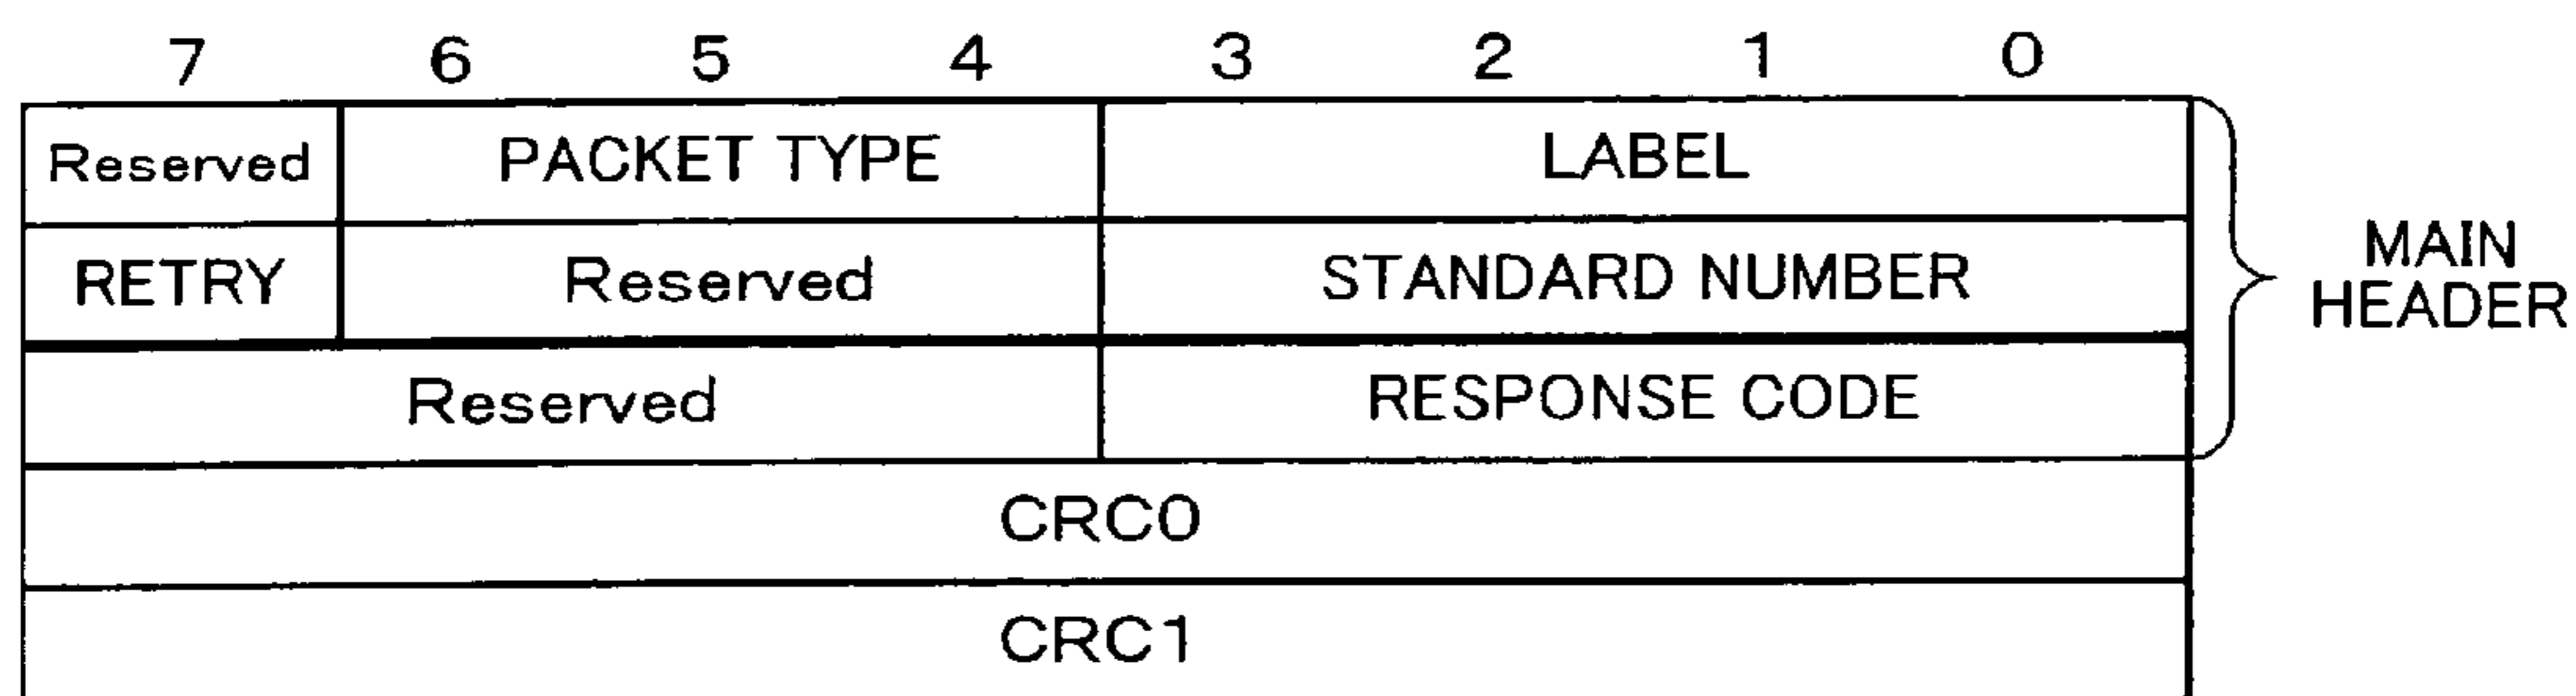 7 6 5 4 3 2 1 0
Reserved PACKET TYPE LABEL
RETRY Reserved STANDARD NUMBER
Reserved RESPONSE CODE
CRC0
CRC1
MAIN
HEADER